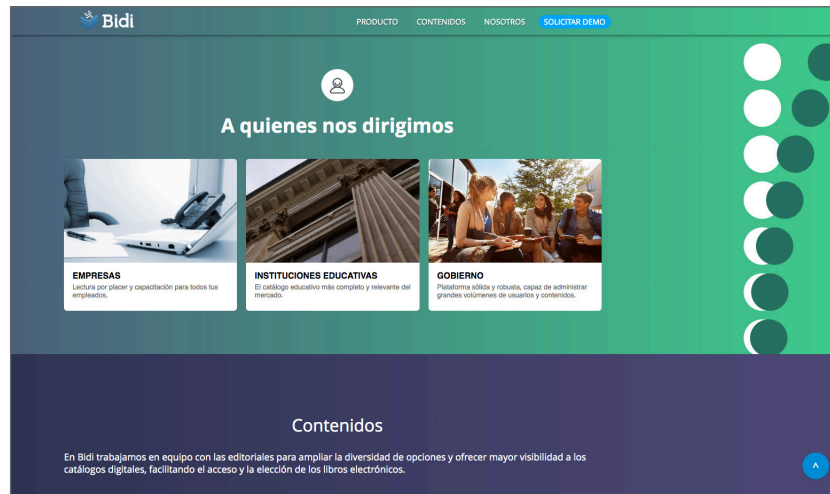 Bidi
PRODUCTO CONTENIDOS NOSOTROS SOLICITAR DEMO
A quienes nos dirigimos
EMPRESAS
Lectura por placer y capacitación para todos tus
empleados.
INSTITUCIONES EDUCATIVAS
El catálogo educativo más completo y relevante del
mercado.
GOBIERNO
Plataforma sólida y robusta, capaz de administrar
grandes volúmenes de usuarios y contenidos.
Contenidos
En Bidi trabajamos en equipo con las editoriales para ampliar la diversidad de opciones y ofrecer mayor visibilidad a los
catálogos digitales, facilitando el acceso y la elección de los libros electrónicos.